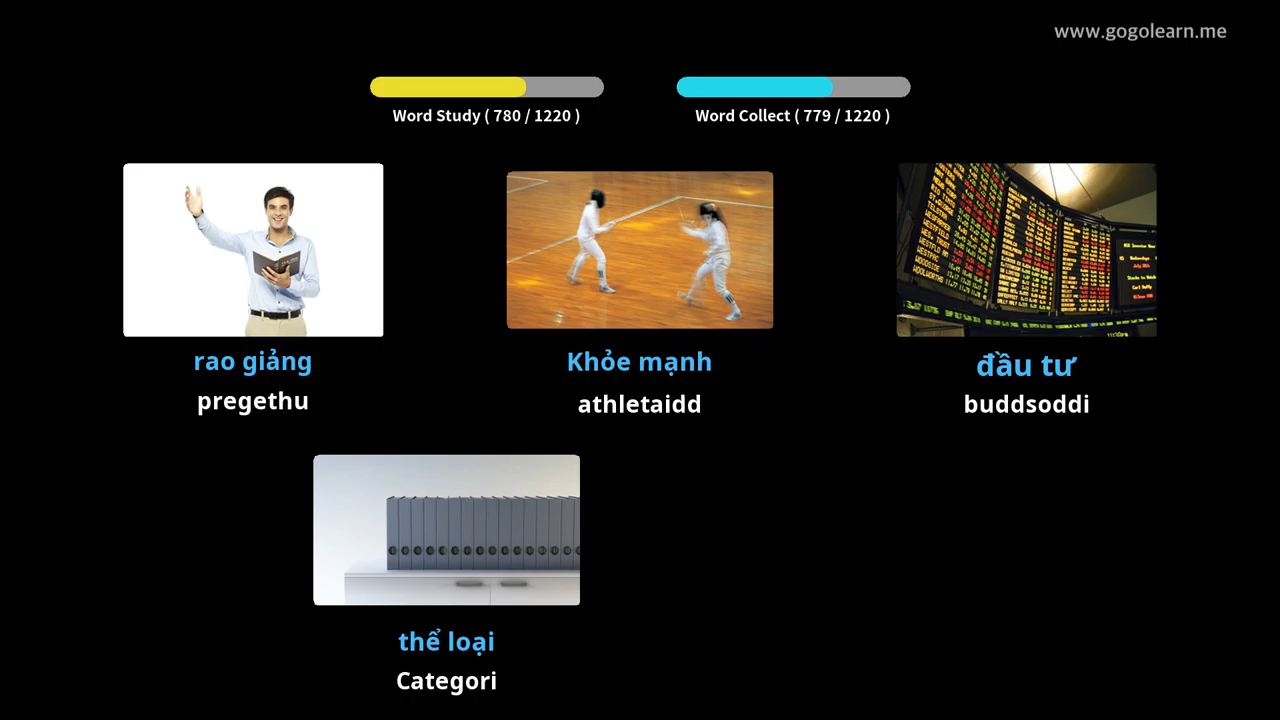 www.gogolearn.me
Word Study ( 780 / 1220 )
Word Collect ( 779 / 1220 )
rao giảng
pregethu
Khỏe mạnh
athletaidd
đầu tư
buddsoddi
thể loại
Categori